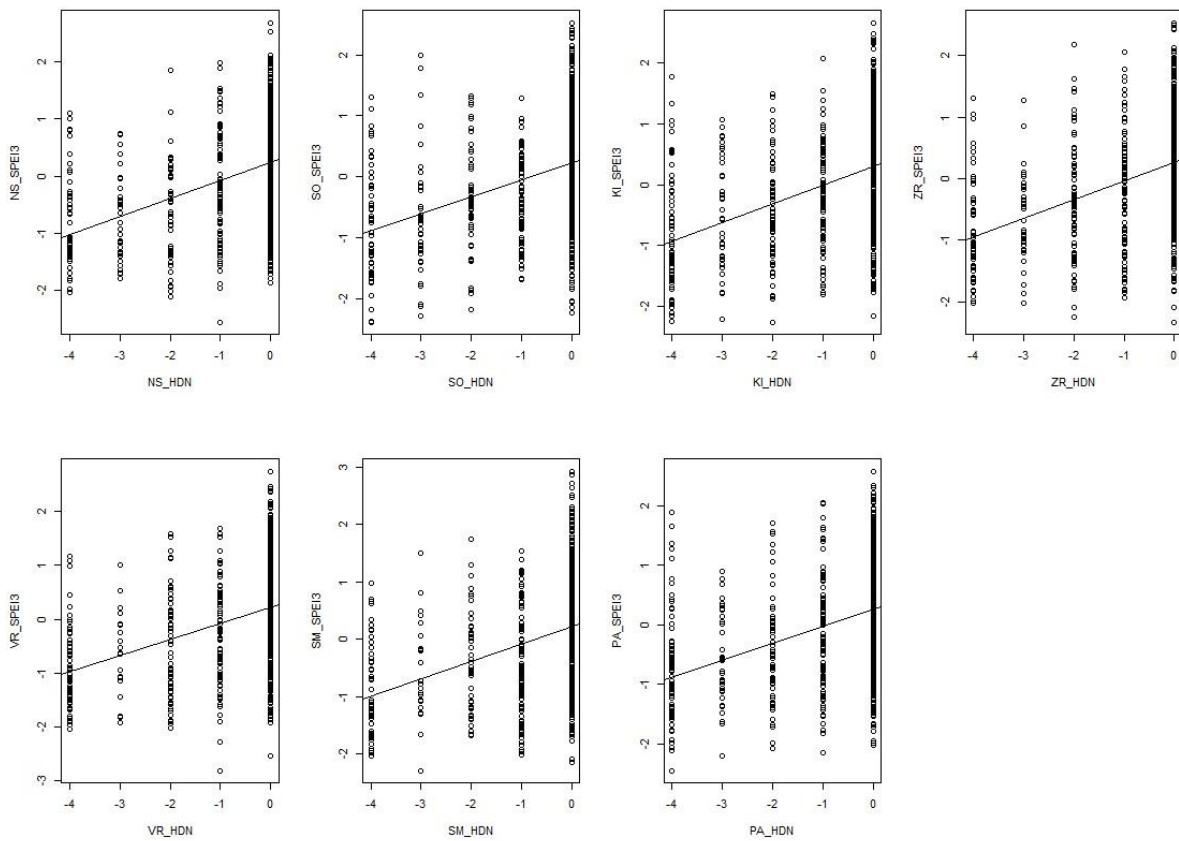 NS_SPEI3
2
1
0
-1
-2
-4 -3 -2 -1 0
NS_HDN
SO_SPEI3
2
1
0
-1
-2
-4 -3 -2 -1 0
SO_HDN
KI_SPEI3
2
1
0
-1
-2
-4 -3 -2 -1 0
KI_HDN
ZR_SPEI3
2
1
0
-1
-2
-4 -3 -2 -1 0
ZR_HDN
VR_SPEI3
2
1
0
-1
-2
-3
-4 -3 -2 -1 0
VR_HDN
SM_SPEI3
3
2
1
0
-1
-2
-4 -3 -2 -1 0
SM_HDN
PA_SPEI3
2
1
0
-1
-2
-4 -3 -2 -1 0
PA_HDN